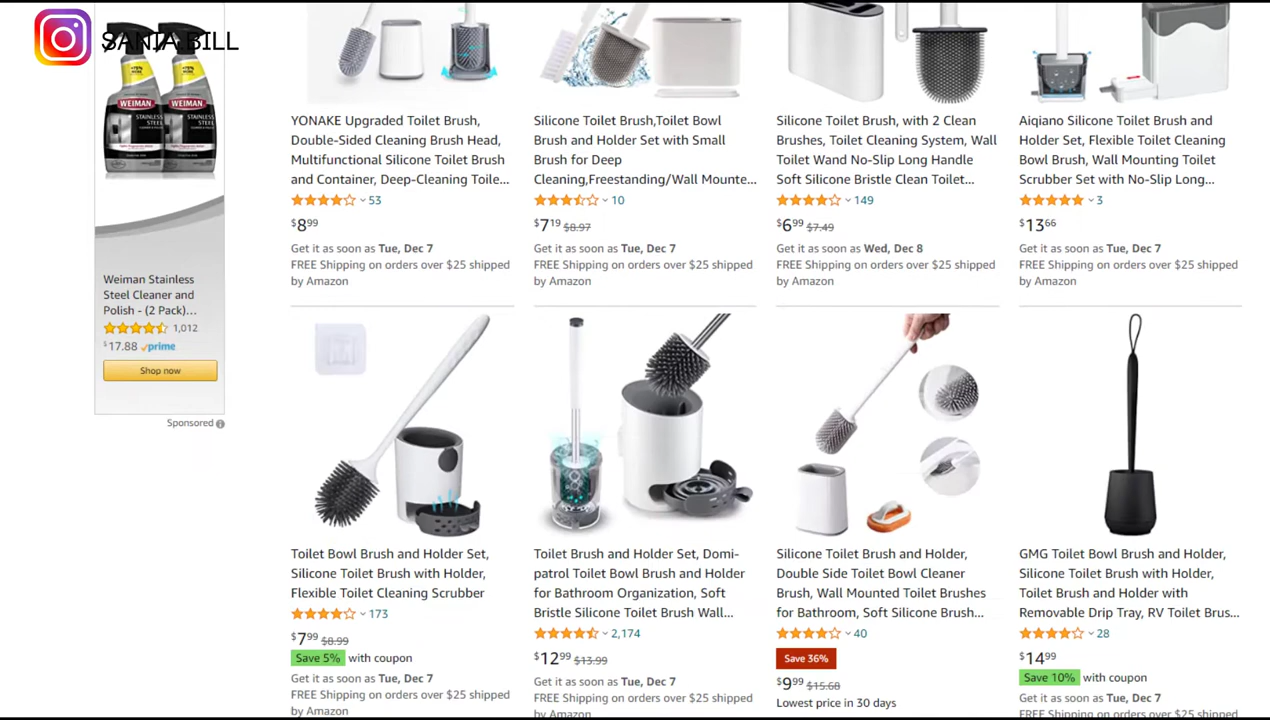 SANTA.BILL
WEIMAN
WEIMAN
STAINLESS
STEEL
STAINLESS
STEEL
Weiman Stainless
Steel Cleaner and
Polish - (2 Pack)...
1,012
$17.88 prime
Shop now
Sponsored
YONAKE Upgraded Toilet Brush,
Double-Sided Cleaning Brush Head,
Multifunctional Silicone Toilet Brush
and Container, Deep-Cleaning Toile...
53
$8.99
Get it as soon as Tue, Dec 7
FREE Shipping on orders over $25 shipped
by Amazon
Silicone Toilet Brush,Toilet Bowl
Brush and Holder Set with Small
Brush for Deep
Cleaning,Freestanding/Wall Mounte...
10
$7.19 $8.97
Get it as soon as Tue, Dec 7
FREE Shipping on orders over $25 shipped
by Amazon
Silicone Toilet Brush, with 2 Clean
Brushes, Toilet Cleaning System, Wall
Toilet Wand No-Slip Long Handle
Soft Silicone Bristle Clean Toilet...
149
$6.99 $7.49
Get it as soon as Wed, Dec 8
FREE Shipping on orders over $25 shipped
by Amazon
Aiqiano Silicone Toilet Brush and
Holder Set, Flexible Toilet Cleaning
Bowl Brush, Wall Mounting Toilet
Scrubber Set with No-Slip Long...
3
$13.66
Get it as soon as Tue, Dec 7
FREE Shipping on orders over $25 shipped
by Amazon
Toilet Bowl Brush and Holder Set,
Silicone Toilet Brush with Holder,
Flexible Toilet Cleaning Scrubber
173
$7.99 $8.99
Save 5% with coupon
Get it as soon as Tue, Dec 7
FREE Shipping on orders over $25 shipped
by Amazon
Toilet Brush and Holder Set, Domi-
patrol Toilet Bowl Brush and Holder
for Bathroom Organization, Soft
Bristle Silicone Toilet Brush Wall...
2,174
$12.99 $13.99
Get it as soon as Tue, Dec 7
FREE Shipping on orders over $25 shipped
by Amazon
Silicone Toilet Brush and Holder,
Double Side Toilet Bowl Cleaner
Brush, Wall Mounted Toilet Brushes
for Bathroom, Soft Silicone Brush...
40
Save 36%
$9.99 $15.68
Lowest price in 30 days
GMG Toilet Bowl Brush and Holder,
Silicone Toilet Brush with Holder,
Toilet Brush and Holder with
Removable Drip Tray, RV Toilet Brus...
28
$14.99
Save 10% with coupon
Get it as soon as Tue, Dec 7
FREE Shipping on orders over $25 shipped